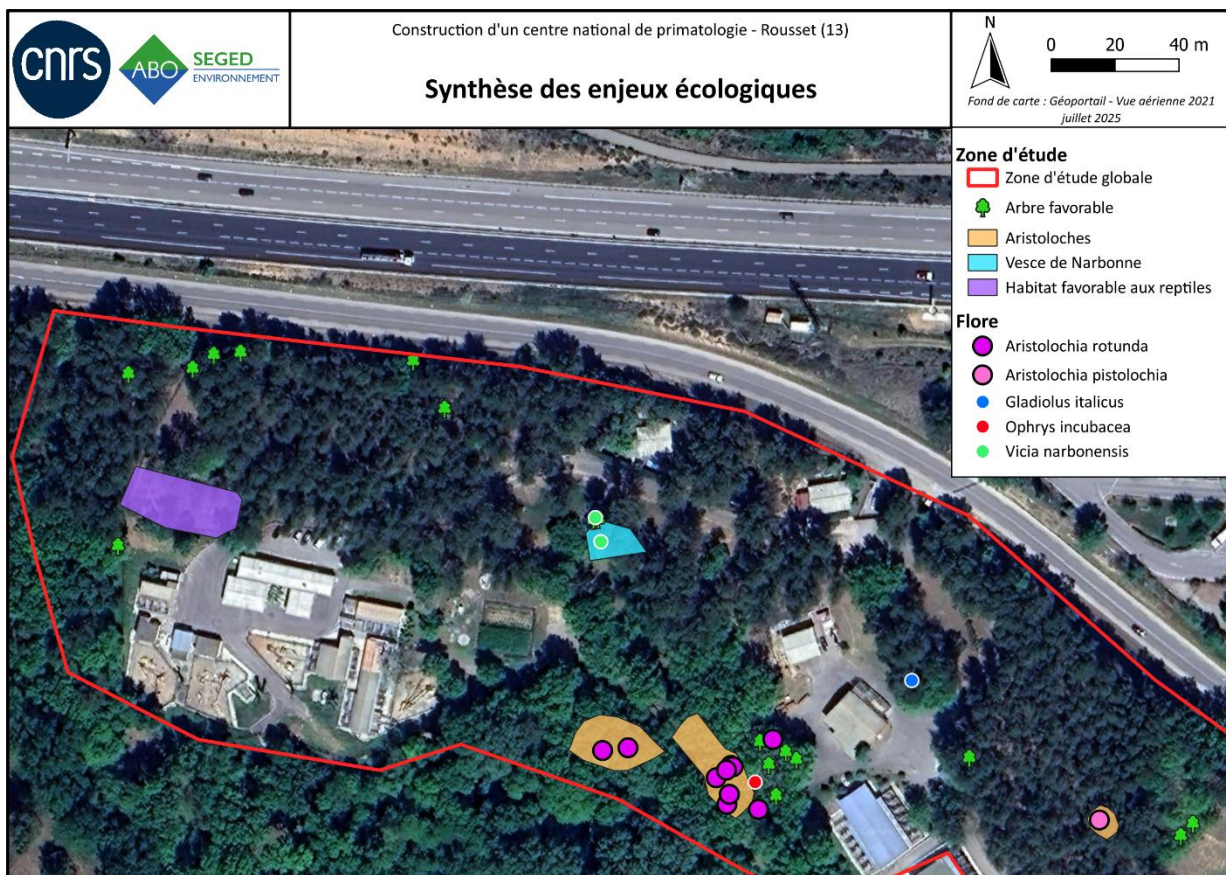 cnrs
ABO
SEGED
ENVIRONNEMENT
Construction d'un centre national de primatologie - Rousset (13)
Synthèse des enjeux écologiques
N
0 20 40 m
Fond de carte : Géoportail - Vue aérienne 2021
juillet 2025
Zone d'étude
Zone d'étude globale
Arbre favorable
Aristoloches
Vesce de Narbonne
Habitat favorable aux reptiles
Flore
Aristolochia rotunda
Aristolochia pistolochia
Gladiolus italicus
Ophrys incubacea
Vicia narbonensis